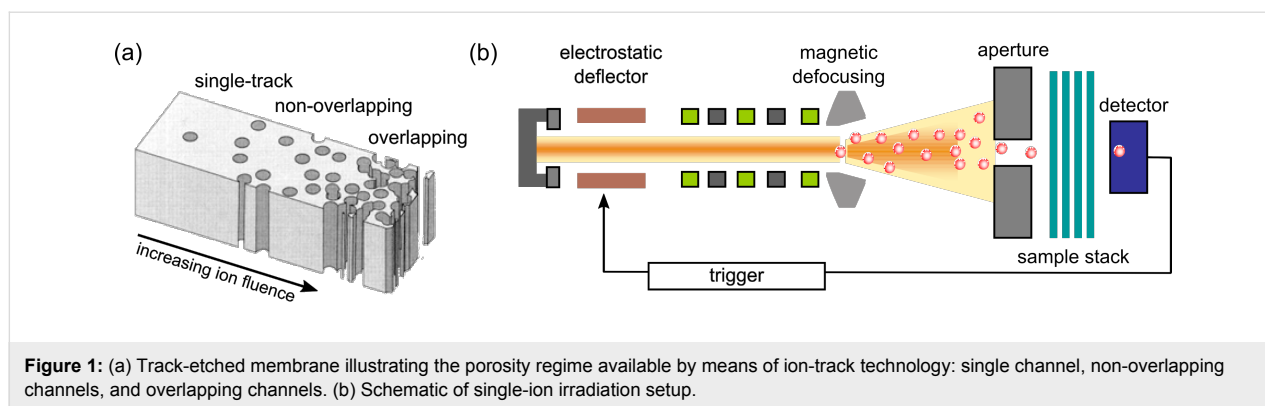 (a)
single-track
non-overlapping
overlapping
increasing ion fluence
(b)
electrostatic
deflector
magnetic
defocusing
aperture
detector
sample stack
trigger
Figure 1: (a) Track-etched membrane illustrating the porosity regime available by means of ion-track technology: single channel, non-overlapping
channels, and overlapping channels. (b) Schematic of single-ion irradiation setup.